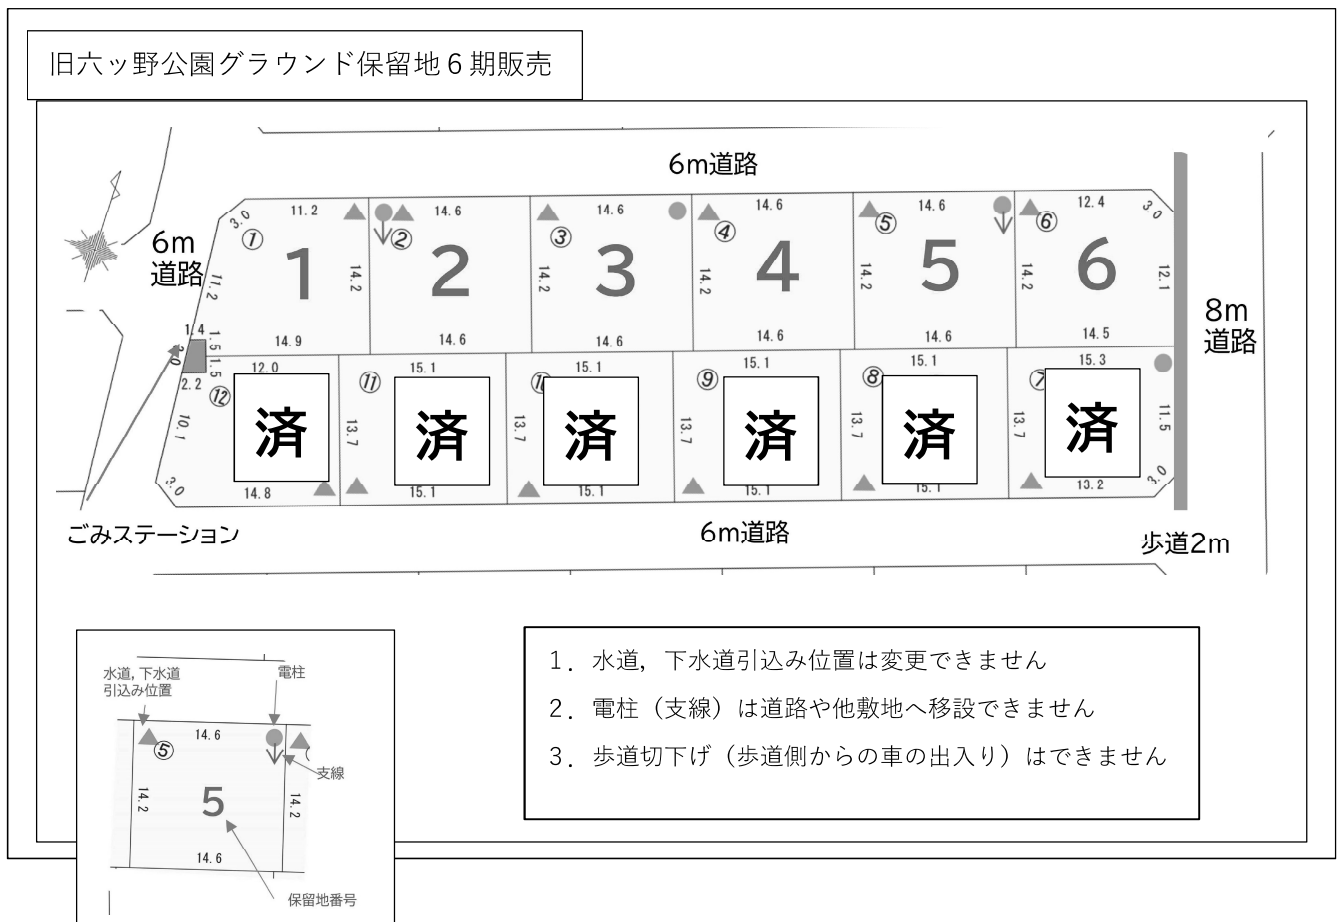 旧六ッ野公園グラウンド保留地６期販売
6m道路
6m
道路
8m
道路
3.0
11.2
14.6
14.6
14.6
14.6
12.4
3.0
①
②
③
④
⑤
⑥
1
2
3
4
5
6
11.2
14.2
14.2
14.2
14.2
14.2
12.1
14.9
14.6
14.6
14.6
14.6
14.5
1.4
1.5
1.5
2.2
12.0
15.1
15.1
15.1
15.1
15.3
⑫
⑪
⑨
⑧
済
済
済
済
済
済
10.1
13.7
13.7
13.7
13.7
13.7
11.5
3.0
14.8
15.1
15.1
15.1
15.1
13.2
3.0
ごみステーション
6m道路
歩道2m
水道,下水道
引込み位置
電柱
14.6
⑤
支線
14.2
5
14.2
14.6
保留地番号
１．水道，下水道引込み位置は変更できません
２．電柱（支線）は道路や他敷地へ移設できません
３．歩道切下げ（歩道側からの車の出入り）はできません